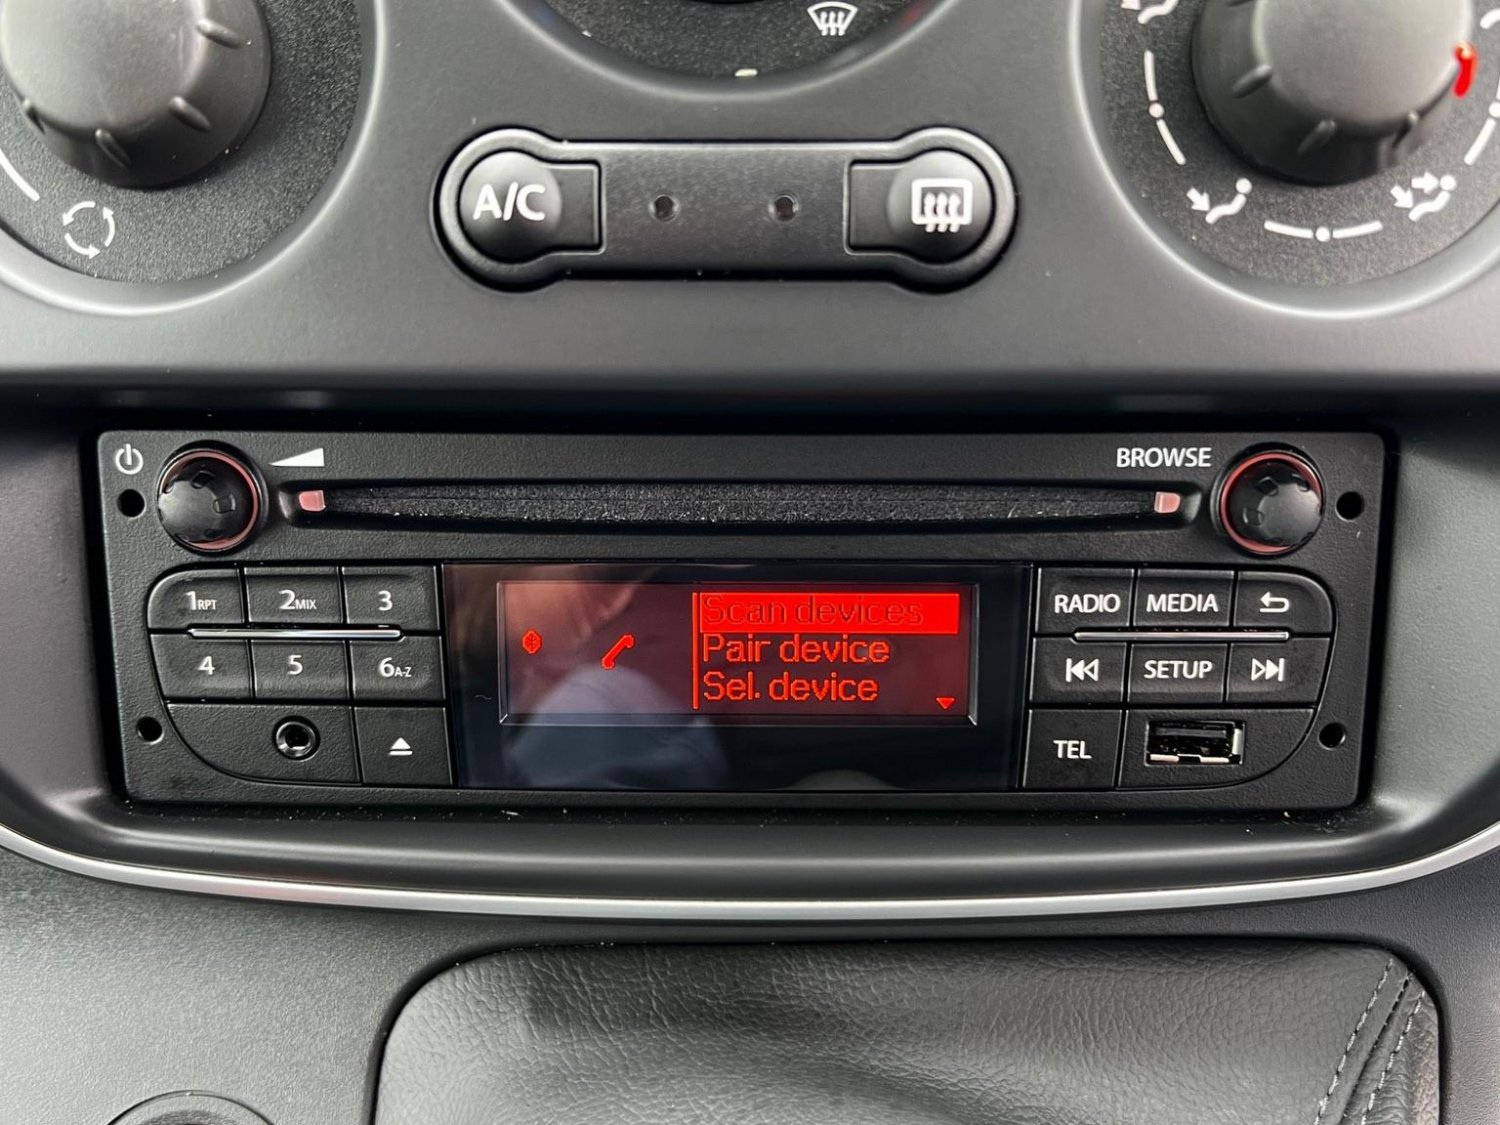 A/C
BROWSE
1RPT 2MIX 3
4 5 6A-Z
Scan devices
Pair device
Sel. device
RADIO MEDIA
SETUP
TEL